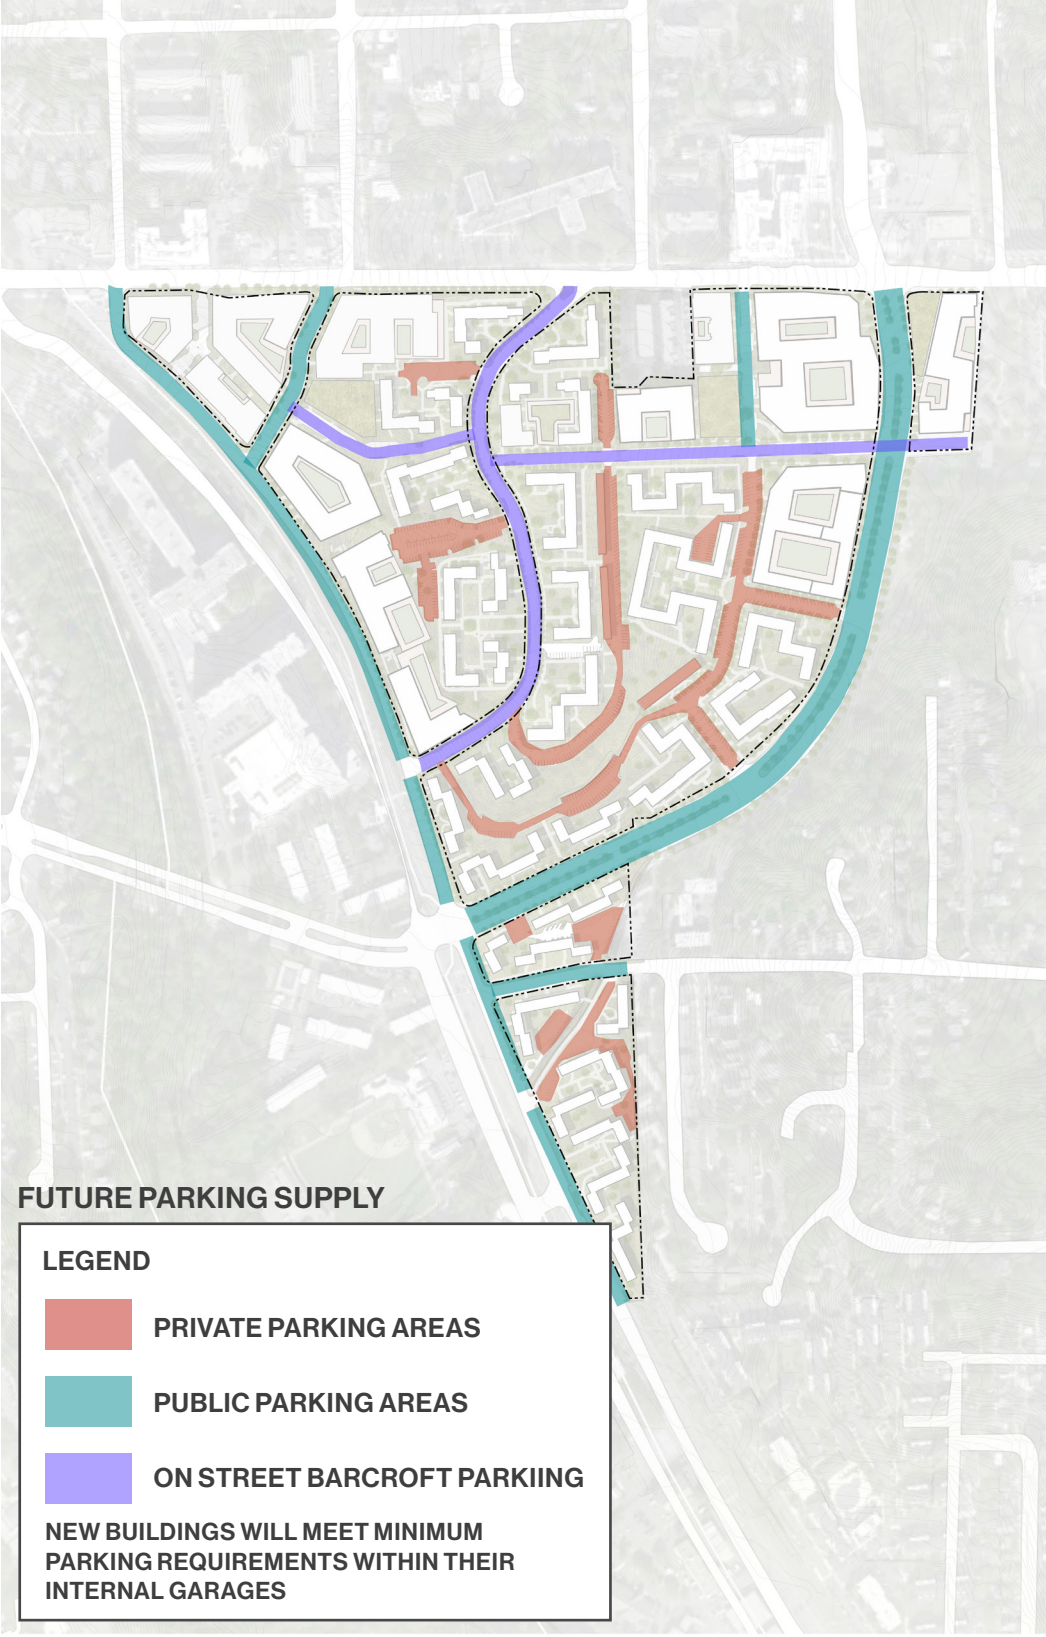 FUTURE PARKING SUPPLY
LEGEND
PRIVATE PARKING AREAS
PUBLIC PARKING AREAS
ON STREET BARCROFT PARKIING
NEW BUILDINGS WILL MEET MINIMUM
PARKING REQUIREMENTS WITHIN THEIR
INTERNAL GARAGES